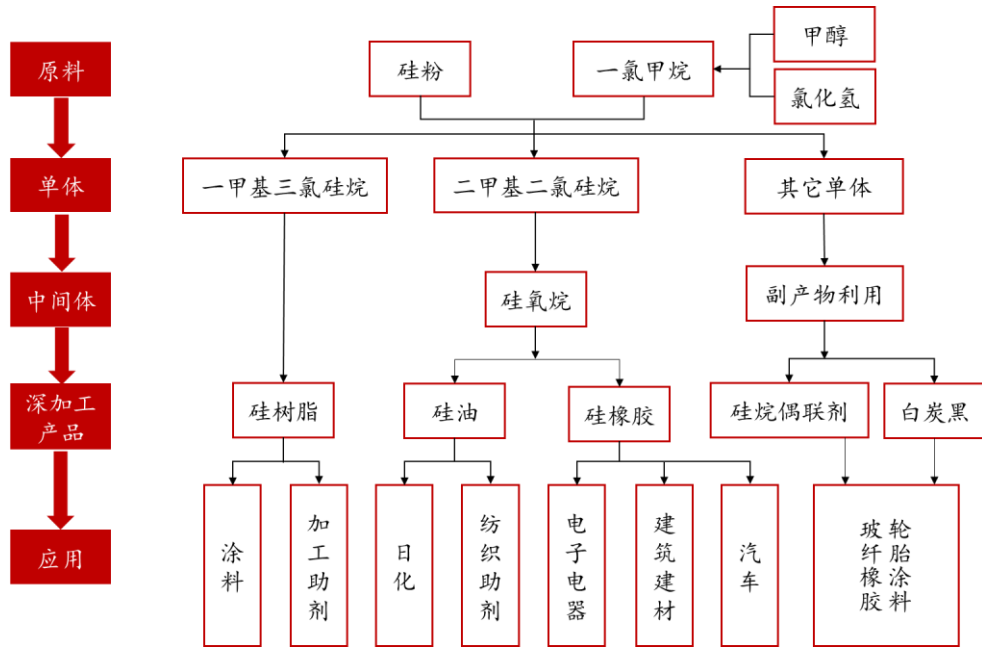 原料
硅粉
一氯甲烷
甲醇
氯化氢
单体
一甲基三氯硅烷
二甲基二氯硅烷
其它单体
中间体
硅氧烷
副产物利用
深加工
产品
硅树脂
硅油
硅橡胶
硅烷偶联剂
白炭黑
应用
涂料
加工助剂
日化
纺织助剂
电子电器
建筑建材
汽车
玻纤橡胶
轮胎涂料